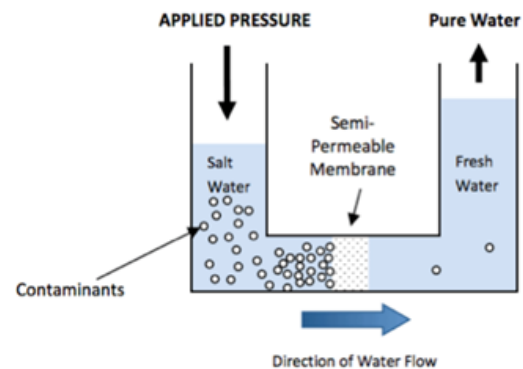 APPLIED PRESSURE
Pure Water
Semi-
Permeable
Membrane
Salt
Water
Fresh
Water
Contaminants
Direction of Water Flow